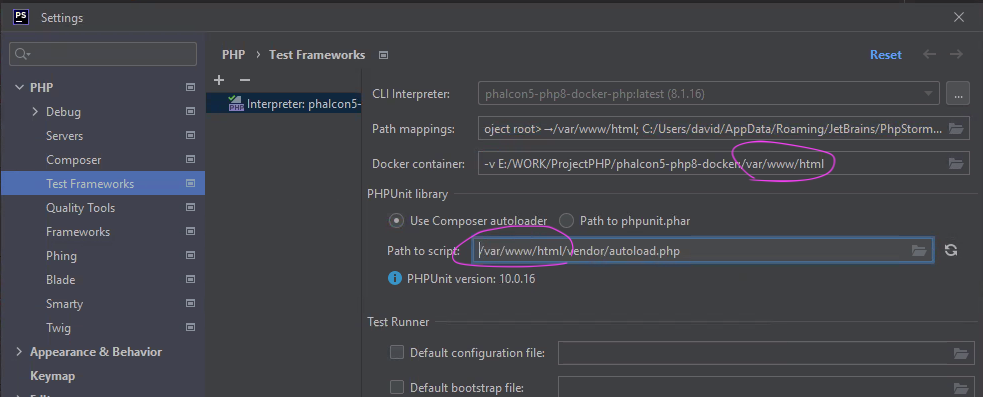 PS Settings
PHP › Test Frameworks Reset
PHP
Debug
Servers
Composer
Test Frameworks
Quality Tools
Frameworks
Phing
Blade
Smarty
Twig
Appearance & Behavior
Keymap
+ −
PHP Interpreter: phalcon5-
CLI Interpreter: phalcon5-php8-docker-php:latest (8.1.16) ...
Path mappings: oject root>→/var/www/html; C:/Users/david/AppData/Roaming/JetBrains/PhpStorm...
Docker container: -v E:/WORK/ProjectPHP/phalcon5-php8-docker:/var/www/html
PHPUnit library
Use Composer autoloader Path to phpunit.phar
Path to script: /var/www/html/vendor/autoload.php
PHPUnit version: 10.0.16
Test Runner
Default configuration file:
Default bootstrap file: